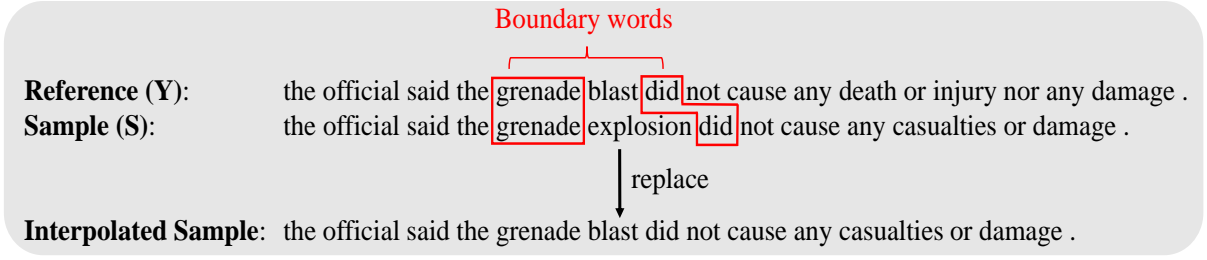 Boundary words
Reference (Y): the official said the grenade blast did not cause any death or injury nor any damage .
Sample (S): the official said the grenade explosion did not cause any casualties or damage .
replace
Interpolated Sample: the official said the grenade blast did not cause any casualties or damage .